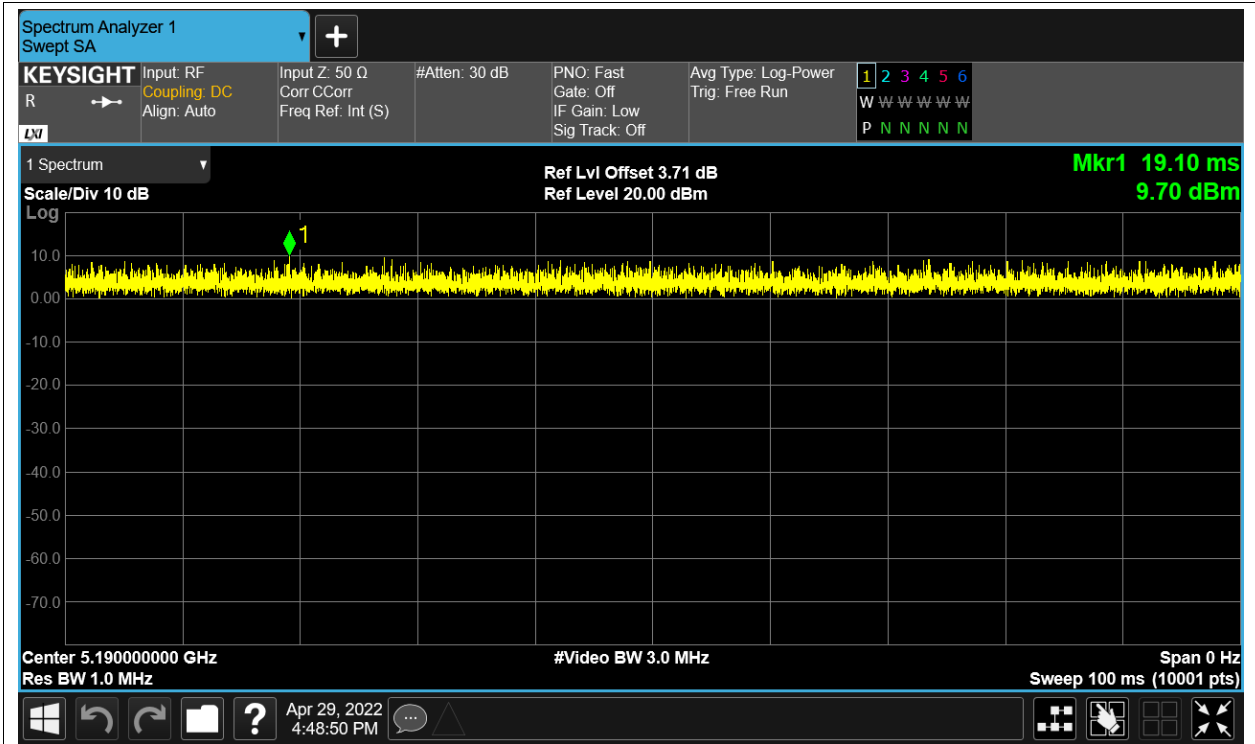 Spectrum Analyzer 1
Swept SA
+
KEYSIGHT
R
LXI
Input: RF
Coupling: DC
Align: Auto
Input Z: 50 Ω
Corr CCorr
Freq Ref: Int (S)
#Atten: 30 dB
PNO: Fast
Gate: Off
IF Gain: Low
Sig Track: Off
Avg Type: Log-Power
Trig: Free Run
1 2 3 4 5 6
W W W W W W
P N N N N N
1 Spectrum
Scale/Div 10 dB
Ref Lvl Offset 3.71 dB
Ref Level 20.00 dBm
Mkr1 19.10 ms
9.70 dBm
Log
1
10.0
0.00
-10.0
-20.0
-30.0
-40.0
-50.0
-60.0
-70.0
Center 5.190000000 GHz
Res BW 1.0 MHz
#Video BW 3.0 MHz
Span 0 Hz
Sweep 100 ms (10001 pts)
?
Apr 29, 2022
4:48:50 PM